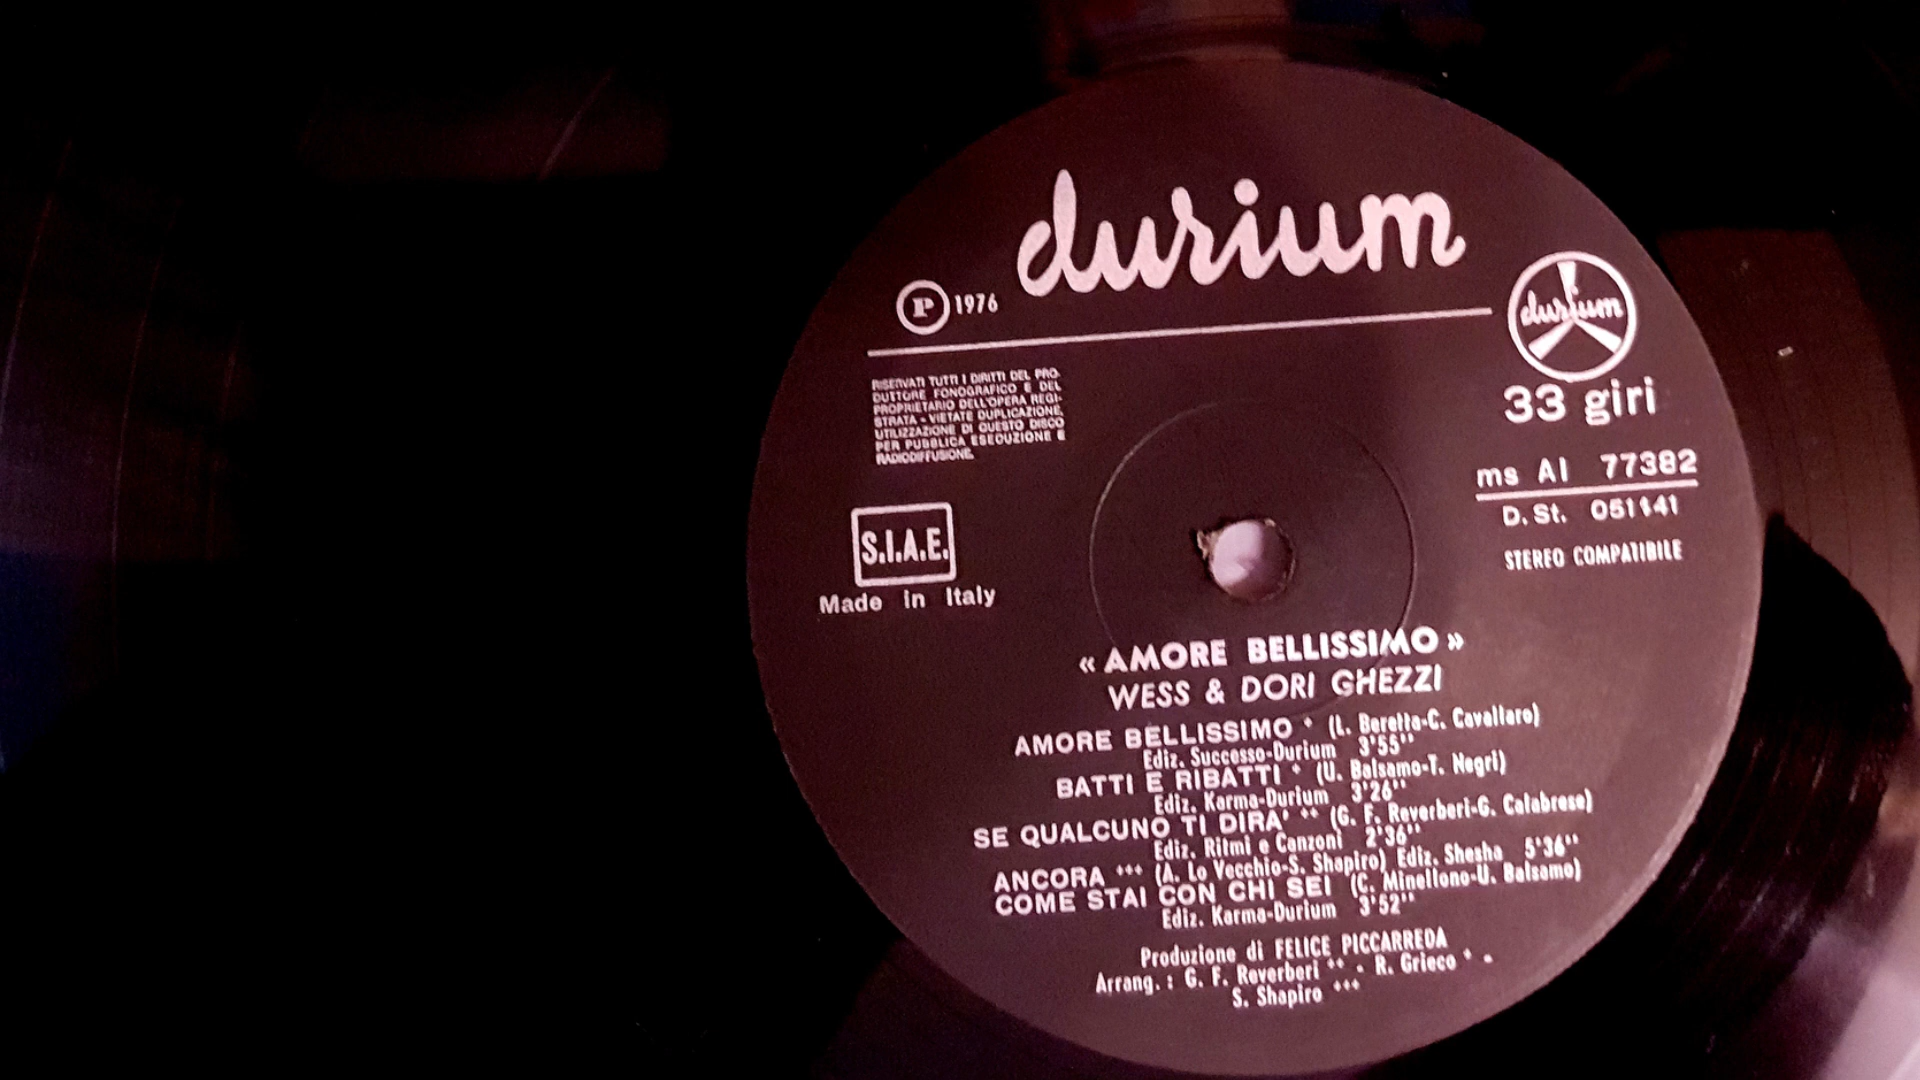 durium
P 1976
durium
33 giri
RISERVATI TUTTI I DIRITTI DEL PRO-
DUTTORE FONOGRAFICO E DEL
PROPRIETARIO DELL'OPERA REGI-
STRATA - VIETATE DUPLICAZIONE,
UTILIZZAZIONE DI QUESTO DISCO
PER PUBBLICA ESECUZIONE E
RADIODIFFUSIONE.
ms AI 77382
D. St. 051141
STEREO COMPATIBILE
S.I.A.E.
Made in Italy
« AMORE BELLISSIMO »
WESS & DORI GHEZZI
AMORE BELLISSIMO + (L. Beretta-C. Cavallaro)
Ediz. Successo-Durium 3'55''
BATTI E RIBATTI + (U. Balsamo-T. Negri)
Ediz. Karma-Durium 3'26''
SE QUALCUNO TI DIRA' ++ (G. F. Reverberi-G. Calabrese)
Ediz. Ritmi e Canzoni 2'36''
ANCORA +++ (A. Lo Vecchio-S. Shapiro) Ediz. Shesha 5'36''
COME STAI CON CHI SEI (C. Minellono-U. Balsamo)
Ediz. Karma-Durium 3'52''
Produzione di FELICE PICCARREDA
Arrang. : G. F. Reverberi ++ - R. Grieco + -
S. Shapiro +++